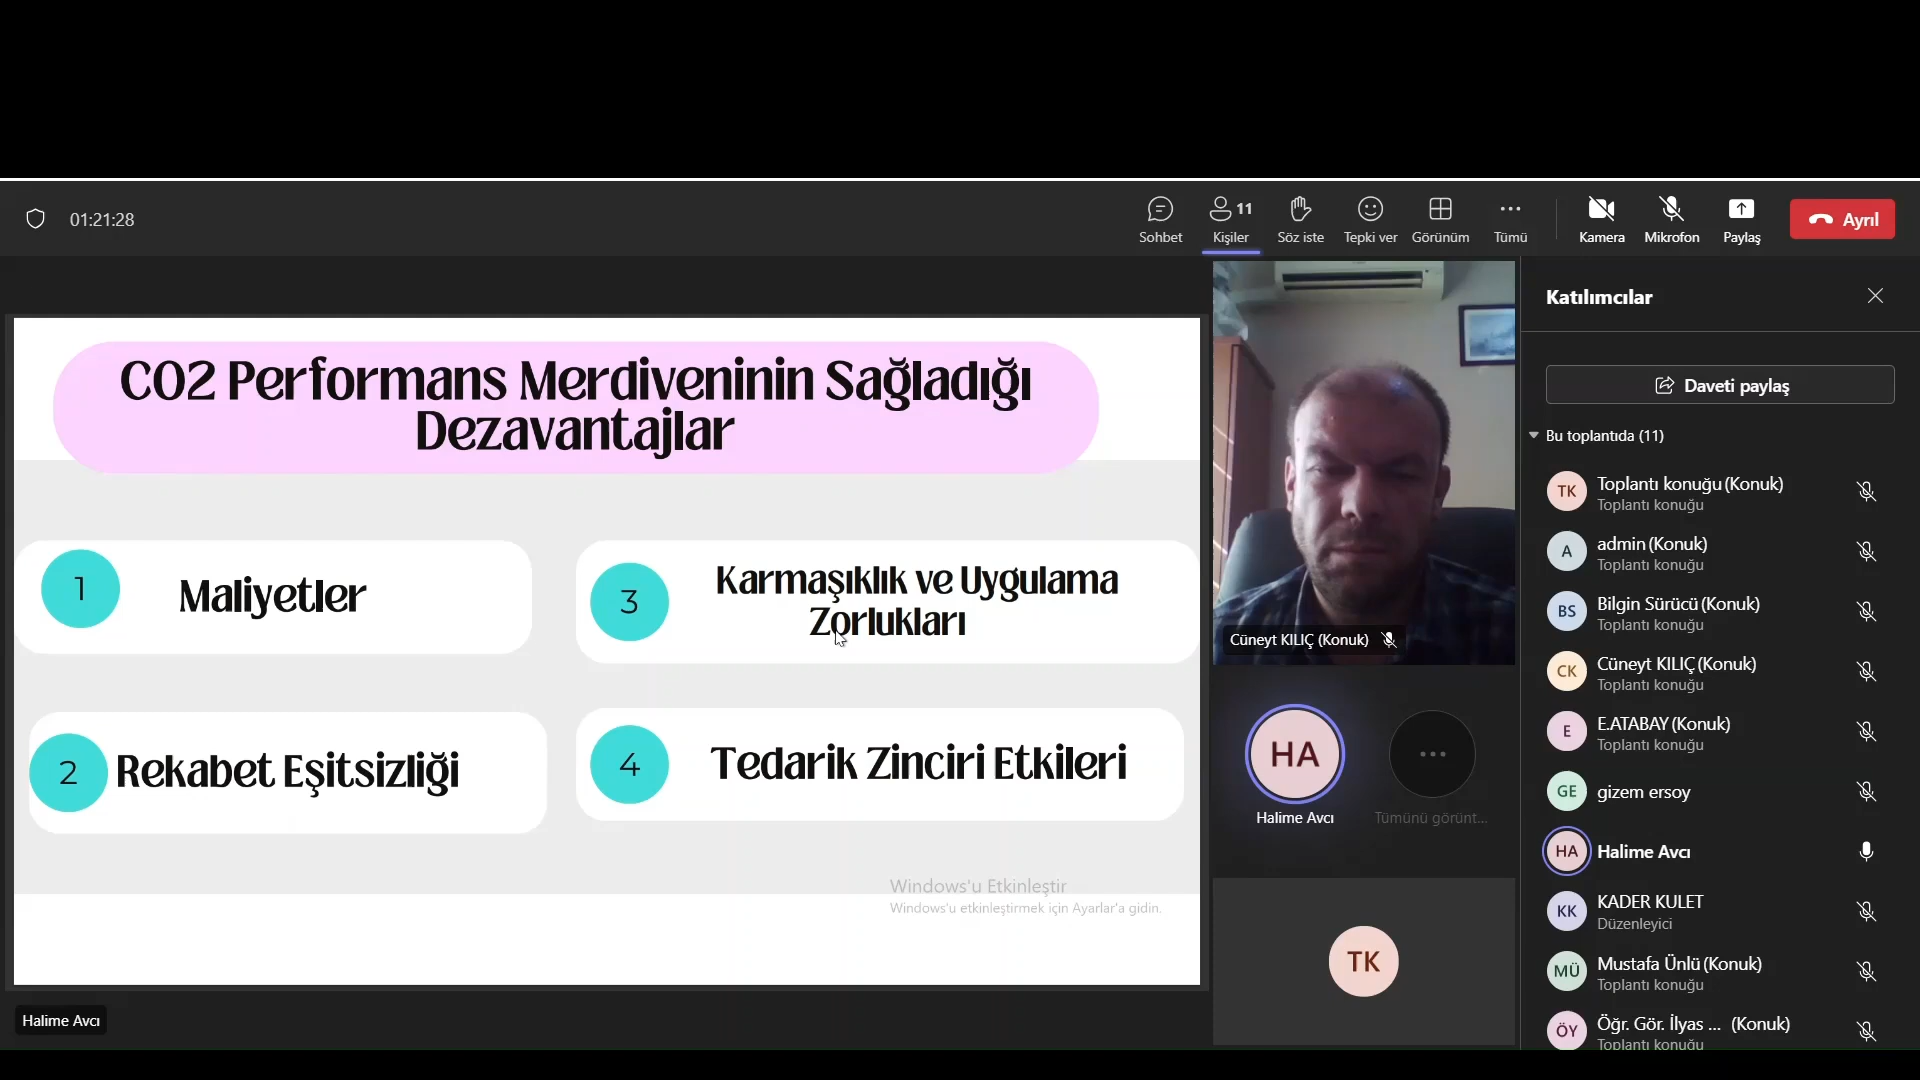 01:21:28
Sohbet
Kişiler
11
Söz iste
Tepki ver
Görünüm
Tümü
Kamera
Mikrofon
Paylaş
Ayrıl
CO2 Performans Merdiveninin Sağladığı
Dezavantajlar
1
Maliyetler
2
Rekabet Eşitsizliği
3
Karmaşıklık ve Uygulama
Zorlukları
4
Tedarik Zinciri Etkileri
Windows'u Etkinleştir
Windows'u etkinleştirmek için Ayarlar'a gidin.
Halime Avcı
Cüneyt KILIÇ (Konuk)
HA
Halime Avcı
Tümünü görünt...
TK
Katılımcılar
Daveti paylaş
Bu toplantıda (11)
TK
Toplantı konuğu (Konuk)
Toplantı konuğu
A
admin (Konuk)
Toplantı konuğu
BS
Bilgin Sürücü (Konuk)
Toplantı konuğu
CK
Cüneyt KILIÇ (Konuk)
Toplantı konuğu
E
E.ATABAY (Konuk)
Toplantı konuğu
GE
gizem ersoy
HA
Halime Avcı
KK
KADER KULET
Düzenleyici
MÜ
Mustafa Ünlü (Konuk)
Toplantı konuğu
ÖY
Öğr. Gör. İlyas ... (Konuk)
Toplantı konuğu